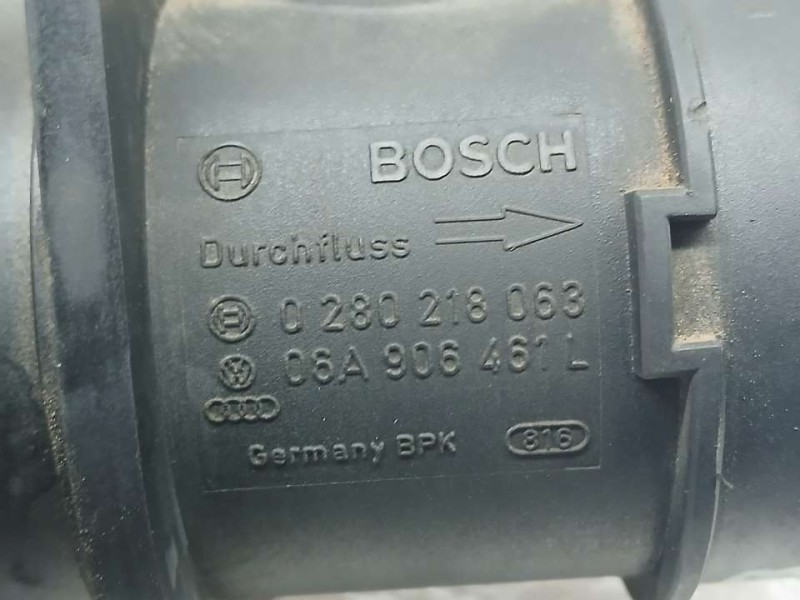 BOSCH
Durchfluss
0 280 218 063
06A 906 461 L
Germany BPK 816